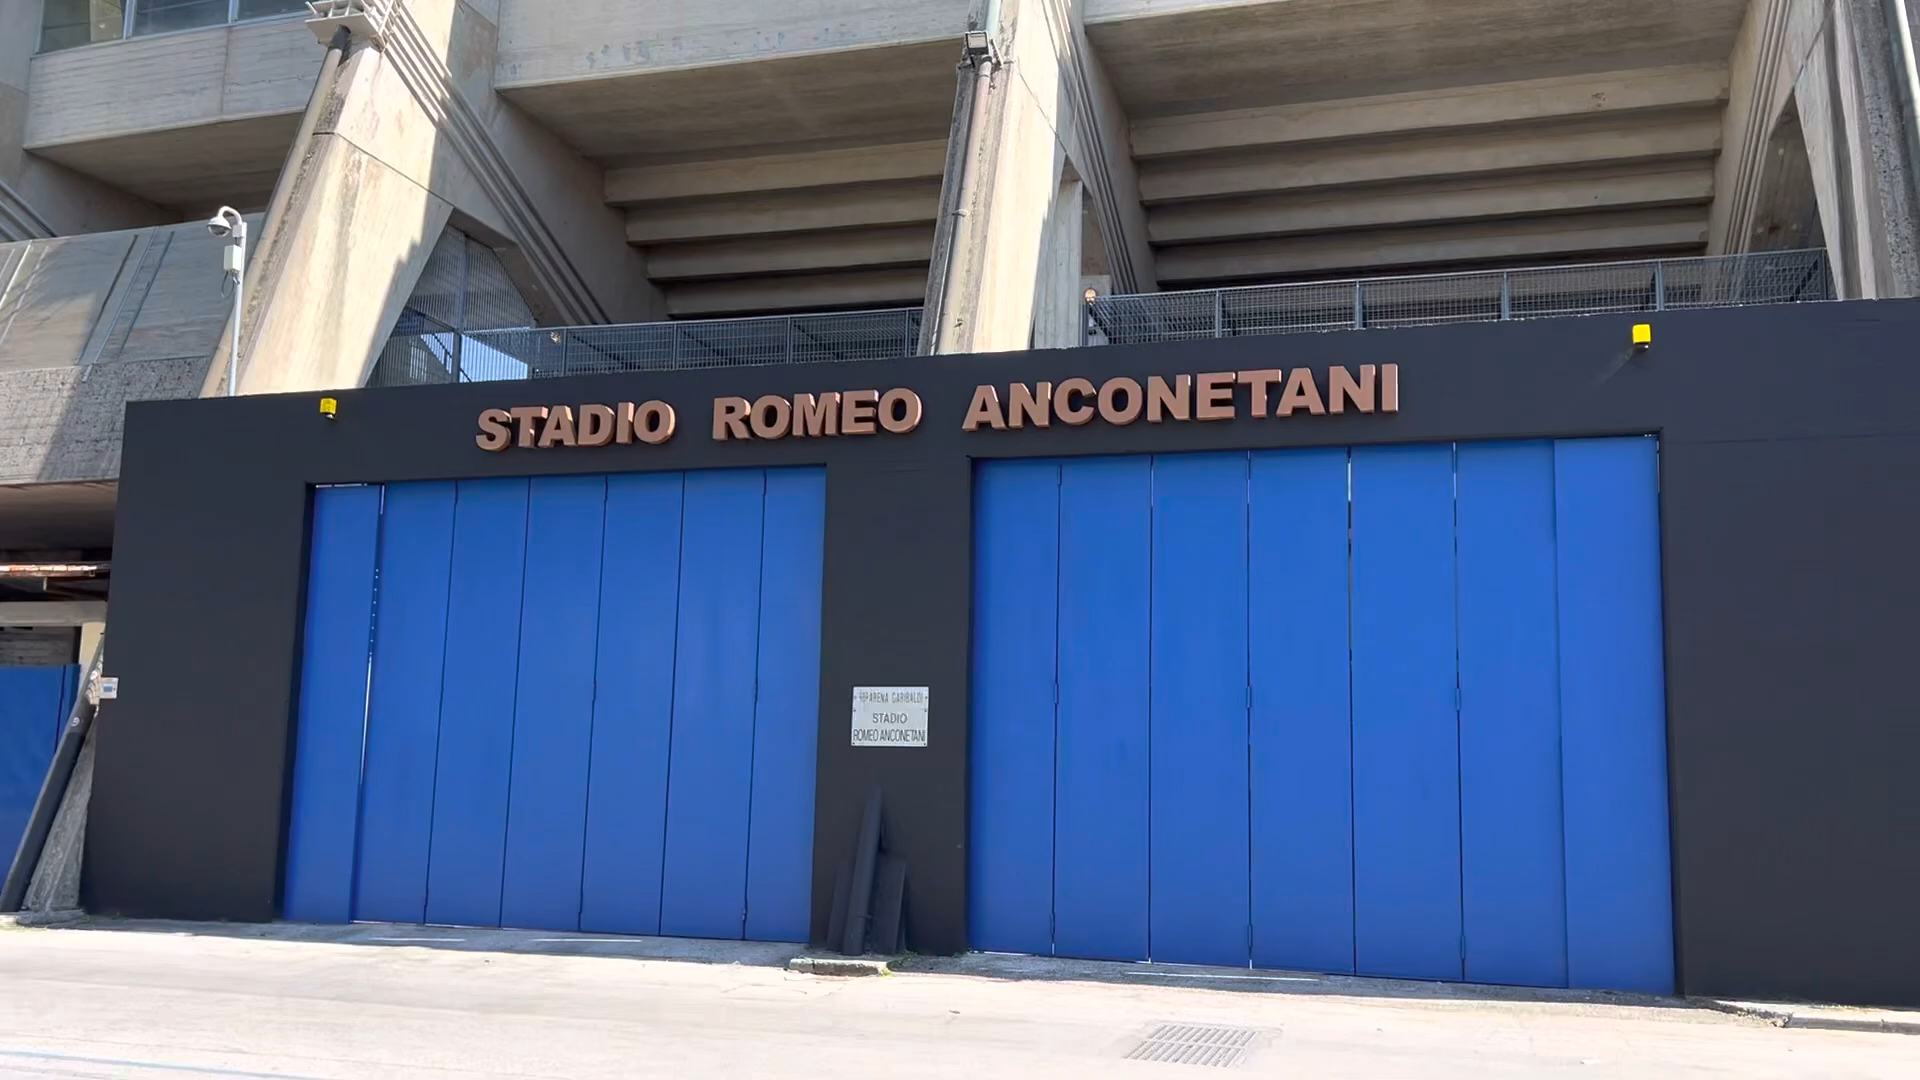 STADIO ROMEO ANCONETANI
ARENA GARIBALDI
STADIO
ROMEO ANCONETANI